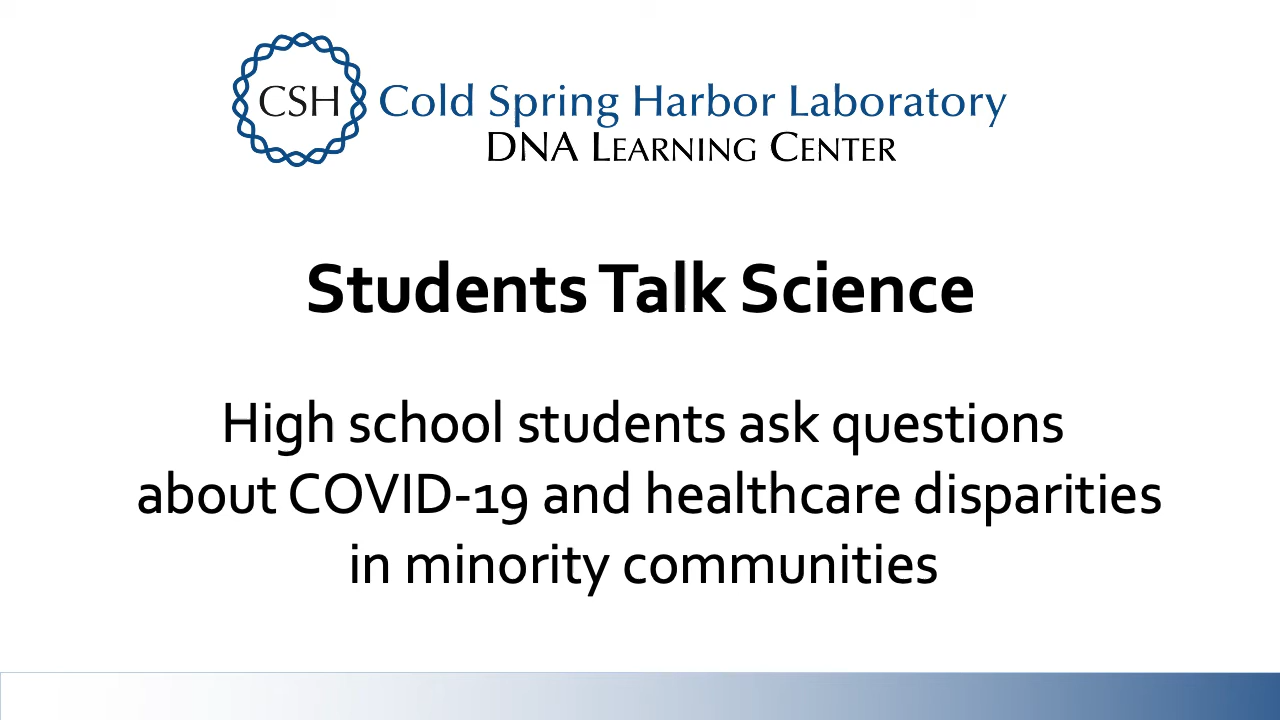 CSH Cold Spring Harbor Laboratory
DNA Learning Center
Students Talk Science
High school students ask questions
about COVID-19 and healthcare disparities
in minority communities